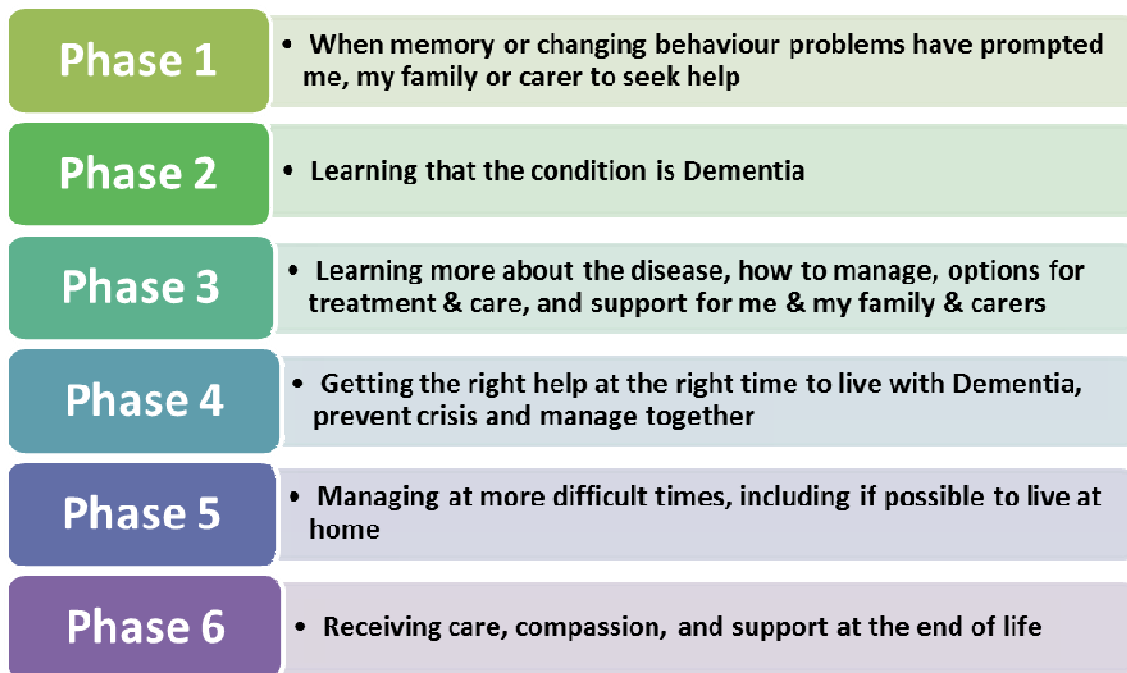 Phase 1
• When memory or changing behaviour problems have prompted
me, my family or carer to seek help
Phase 2
• Learning that the condition is Dementia
Phase 3
• Learning more about the disease, how to manage, options for
treatment & care, and support for me & my family & carers
Phase 4
• Getting the right help at the right time to live with Dementia,
prevent crisis and manage together
Phase 5
• Managing at more difficult times, including if possible to live at
home
Phase 6
• Receiving care, compassion, and support at the end of life